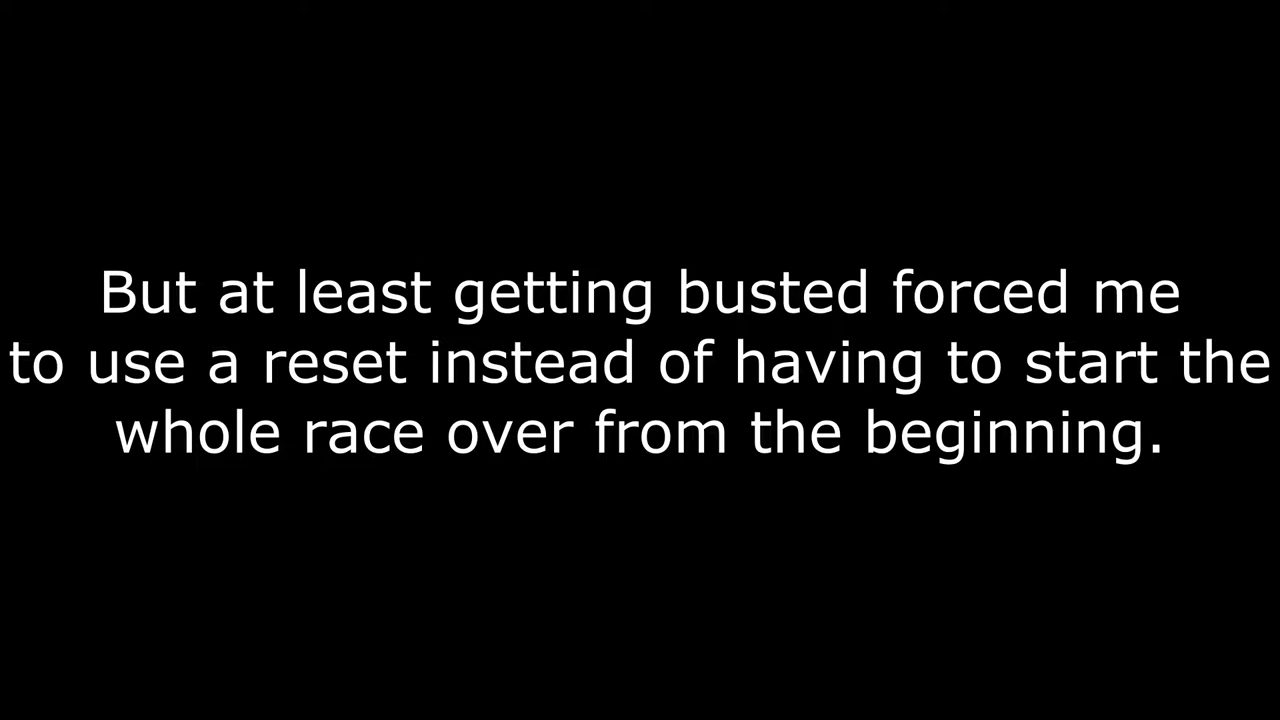 But at least getting busted forced me
to use a reset instead of having to start the
whole race over from the beginning.